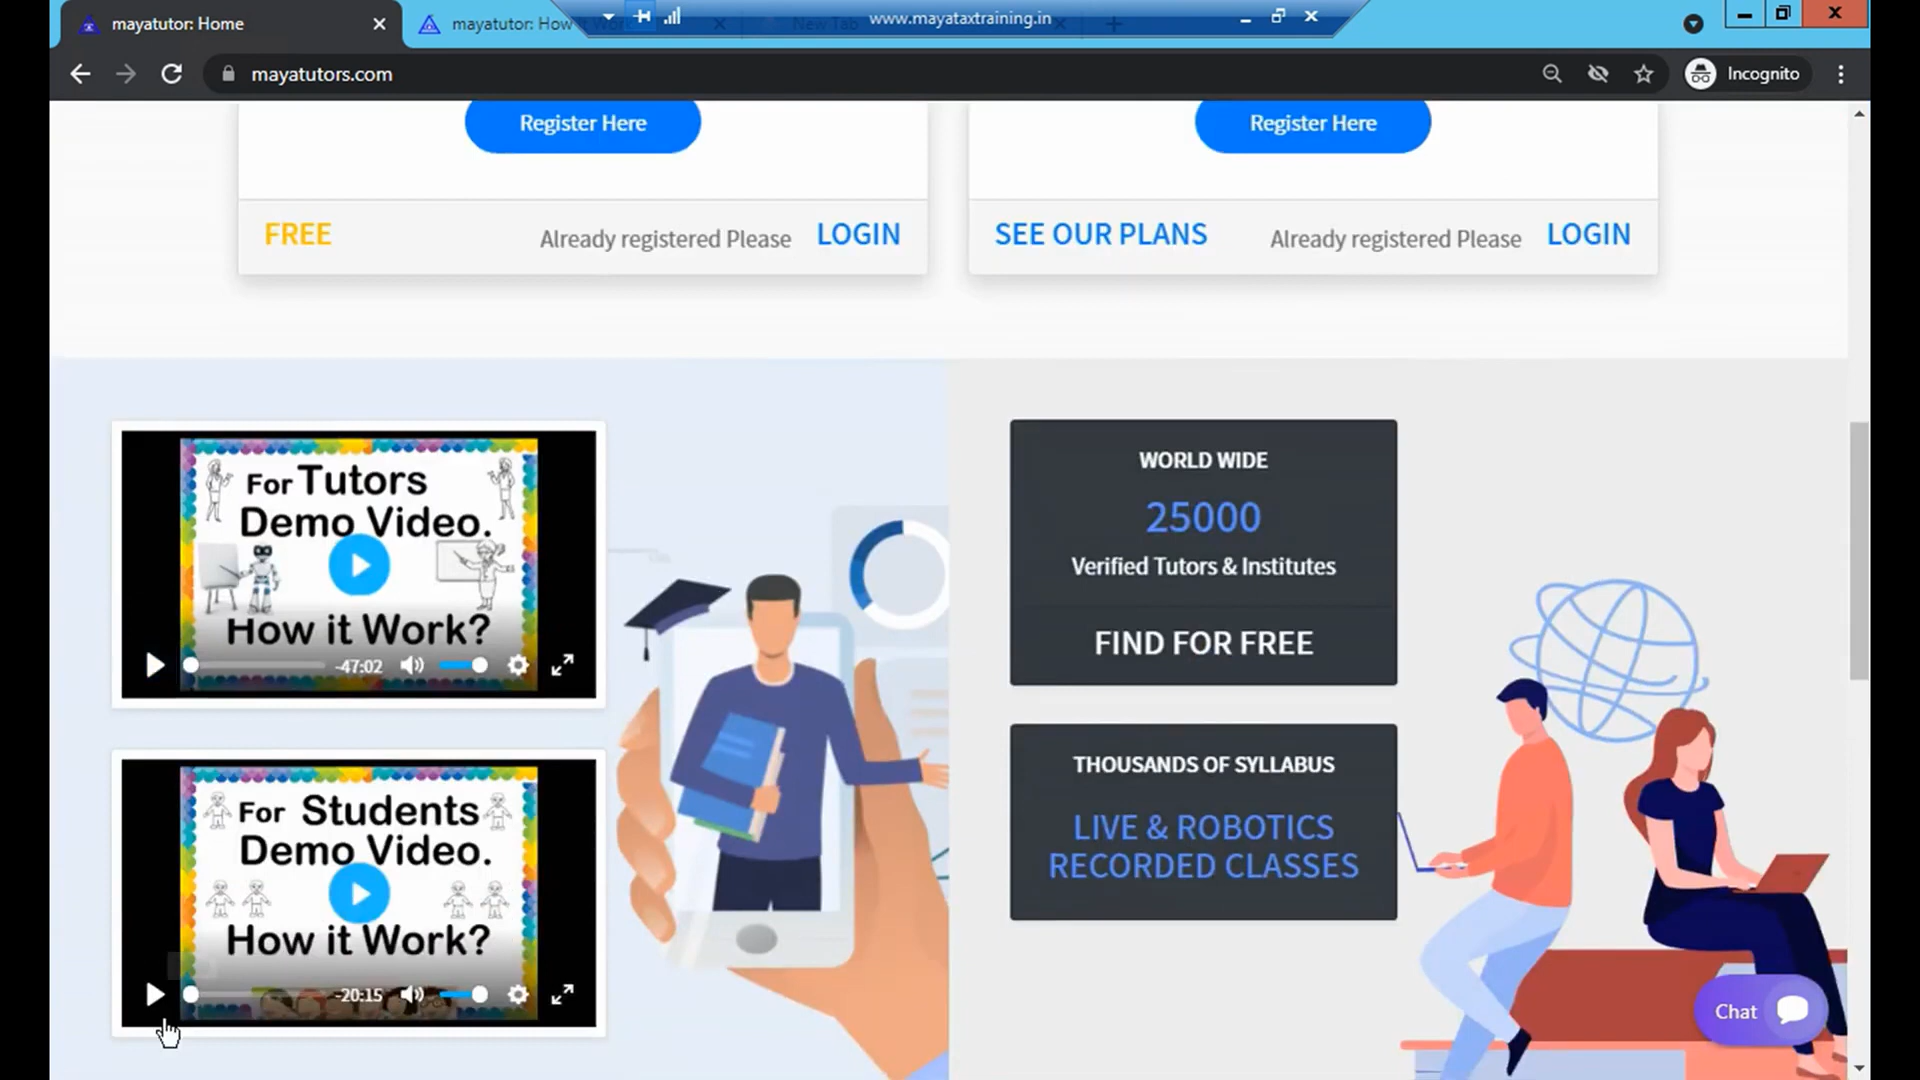 mayatutor: Home
mayatutor: How
New Tab
www.mayataxtraining.in
mayatutors.com
Incognito
Register Here
Register Here
FREE
Already registered Please
LOGIN
SEE OUR PLANS
Already registered Please
LOGIN
For Tutors
Demo Video.
How it Work?
-47:02
WORLD WIDE
25000
Verified Tutors & Institutes
FIND FOR FREE
For Students
Demo Video.
How it Work?
-20:15
THOUSANDS OF SYLLABUS
LIVE & ROBOTICS
RECORDED CLASSES
Chat